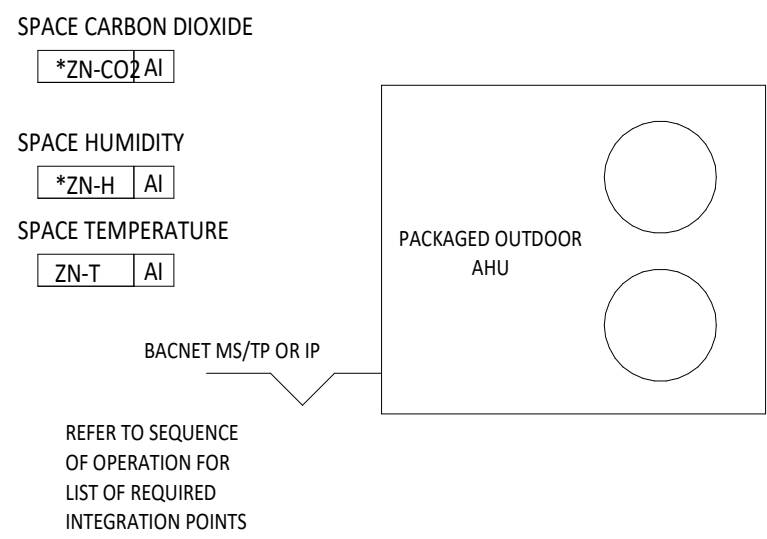 SPACE CARBON DIOXIDE
*ZN-CO2 AI
SPACE HUMIDITY
*ZN-H AI
SPACE TEMPERATURE
ZN-T AI
PACKAGED OUTDOOR
AHU
BACNET MS/TP OR IP
REFER TO SEQUENCE
OF OPERATION FOR
LIST OF REQUIRED
INTEGRATION POINTS